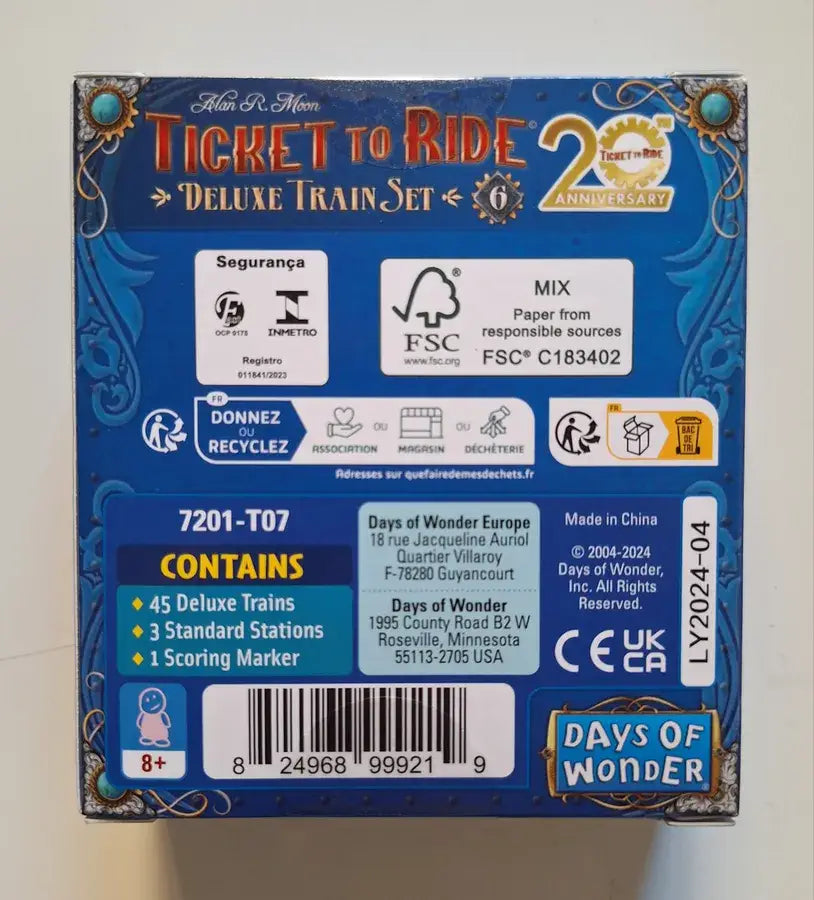 Alan R. Moon
TICKET TO RIDE
DELUXE TRAIN SET
6
20TH
TICKET TO RIDE
ANNIVERSARY
Segurança
OCP 0175
INMETRO
Registro
011841/2023
FSC®
www.fsc.org
MIX
Paper from
responsible sources
FSC® C183402
FR
DONNEZ
OU
RECYCLEZ
ASSOCIATION
OU
MAGASIN
OU
DÉCHÈTERIE
Adresses sur quefairedemesdechets.fr
FR
BAC
DE
TRI
7201-T07
CONTAINS
45 Deluxe Trains
3 Standard Stations
1 Scoring Marker
Days of Wonder Europe
18 rue Jacqueline Auriol
Quartier Villaroy
F-78280 Guyancourt
Days of Wonder
1995 County Road B2 W
Roseville, Minnesota
55113-2705 USA
Made in China
© 2004-2024
Days of Wonder,
Inc. All Rights
Reserved.
CE
UK
CA
LY2024-04
8+
8 24968 99921 9
DAYS OF
WONDER®